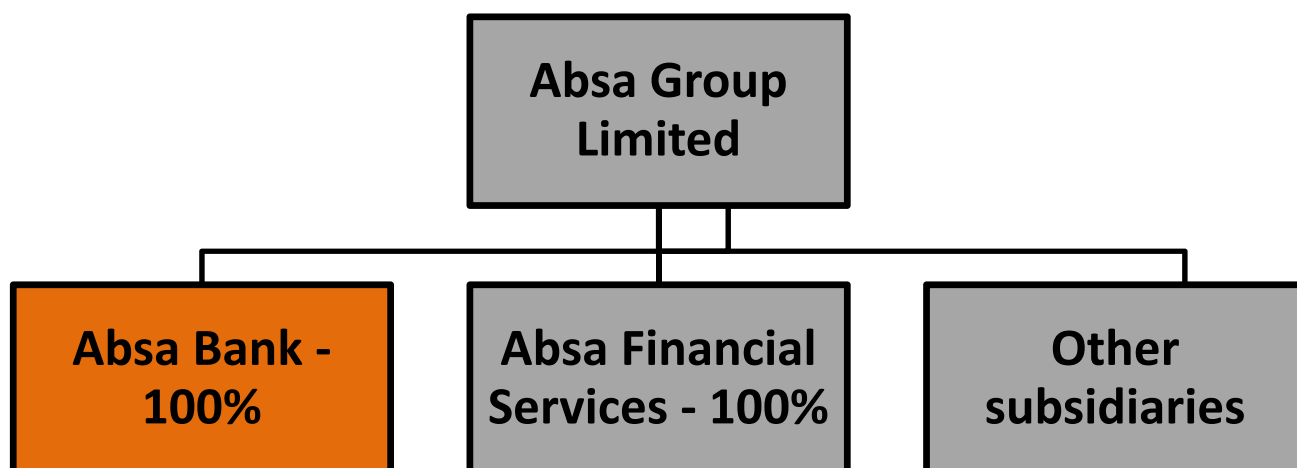 Absa Group
Limited
Absa Bank -
100%
Absa Financial
Services - 100%
Other
subsidiaries